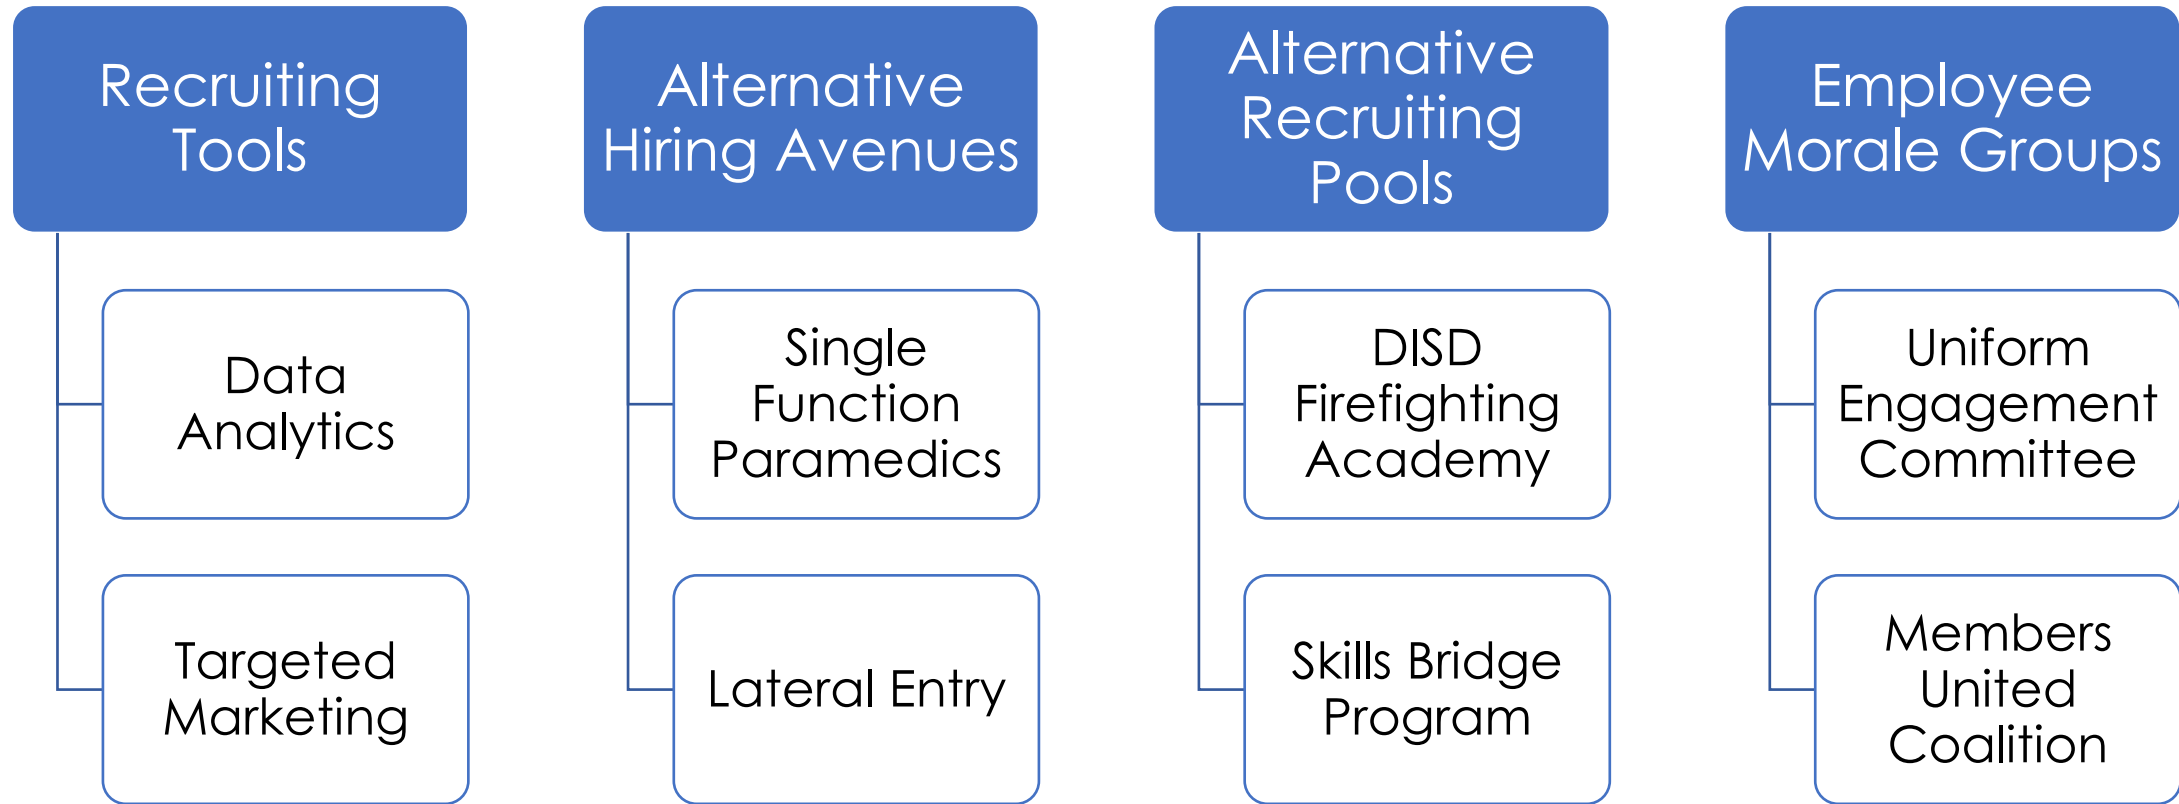 Recruiting
Tools
Data
Analytics
Targeted
Marketing
Alternative
Hiring Avenues
Single
Function
Paramedics
Lateral Entry
Alternative
Recruiting
Pools
DISD
Firefighting
Academy
Skills Bridge
Program
Employee
Morale Groups
Uniform
Engagement
Committee
Members
United
Coalition